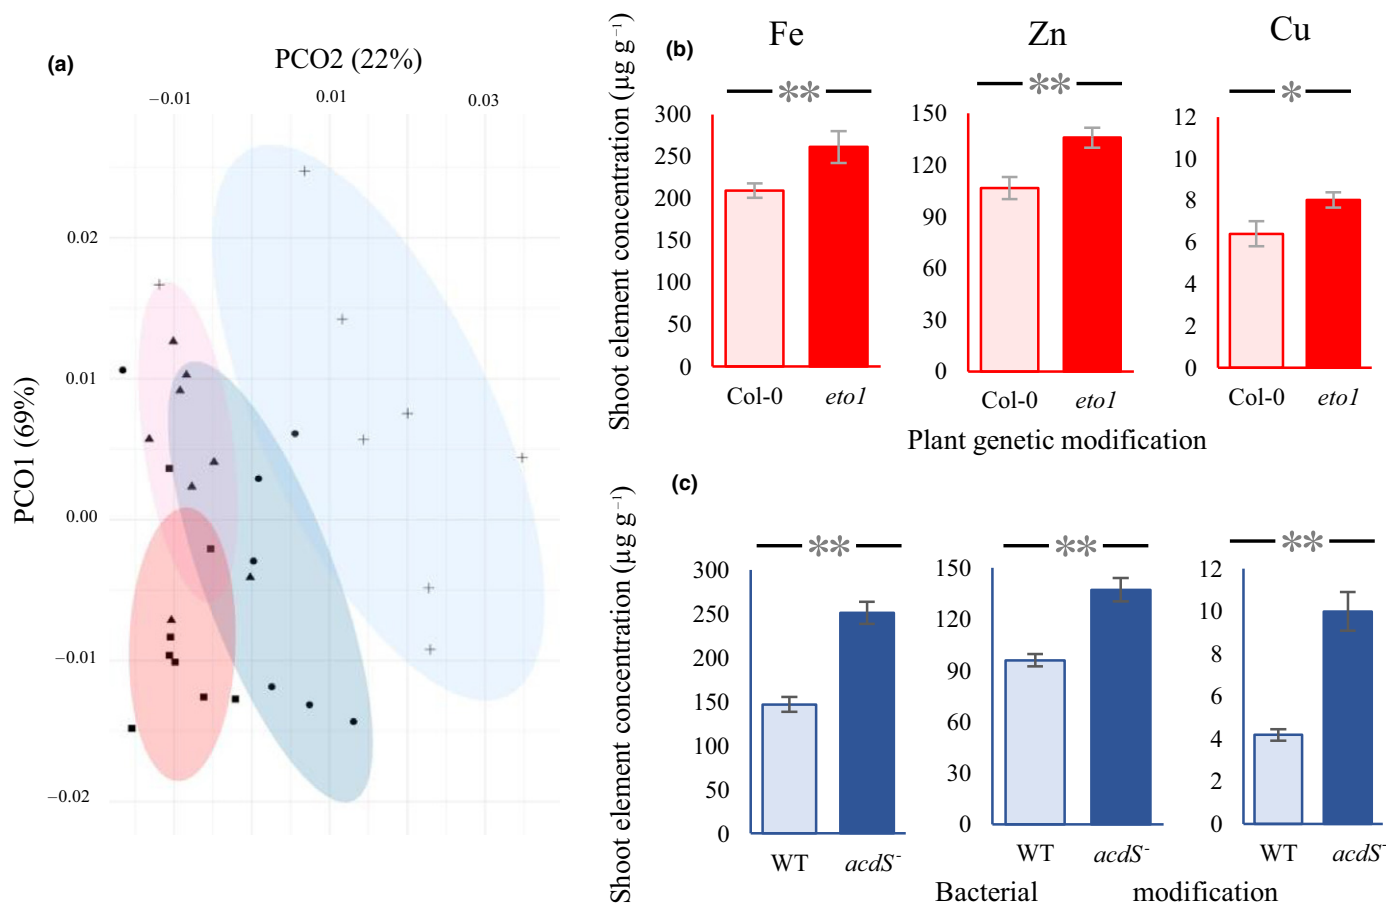 (a)
PCO2 (22%)
−0.01 0.01 0.03
PCO1 (69%)
0.02
0.01
0.00
−0.01
−0.02
(b)
Shoot element concentration (µg g⁻¹)
Fe Zn Cu
** ** *
300
250
200
150
100
50
0
Col-0 eto1
150
120
90
60
30
0
Col-0 eto1
12
10
8
6
4
2
0
Col-0 eto1
Plant genetic modification
(c)
Shoot element concentration (µg g⁻¹)
** ** **
300
250
200
150
100
50
0
WT acdS⁻
150
120
90
60
30
0
WT acdS⁻
12
10
8
6
4
2
0
WT acdS⁻
Bacterial modification